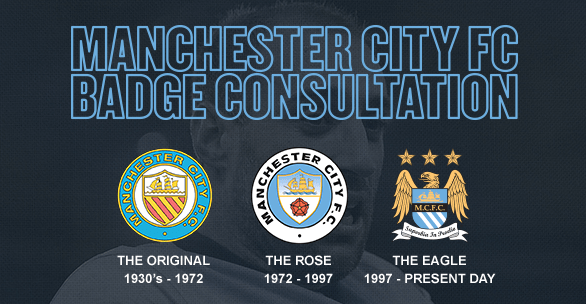 MANCHESTER CITY FC
BADGE CONSULTATION
MANCHESTER CITY F.C.
MANCHESTER CITY F.C.
M.C.F.C.
Superbia In Proelia
THE ORIGINAL
1930's - 1972
THE ROSE
1972 - 1997
THE EAGLE
1997 - PRESENT DAY